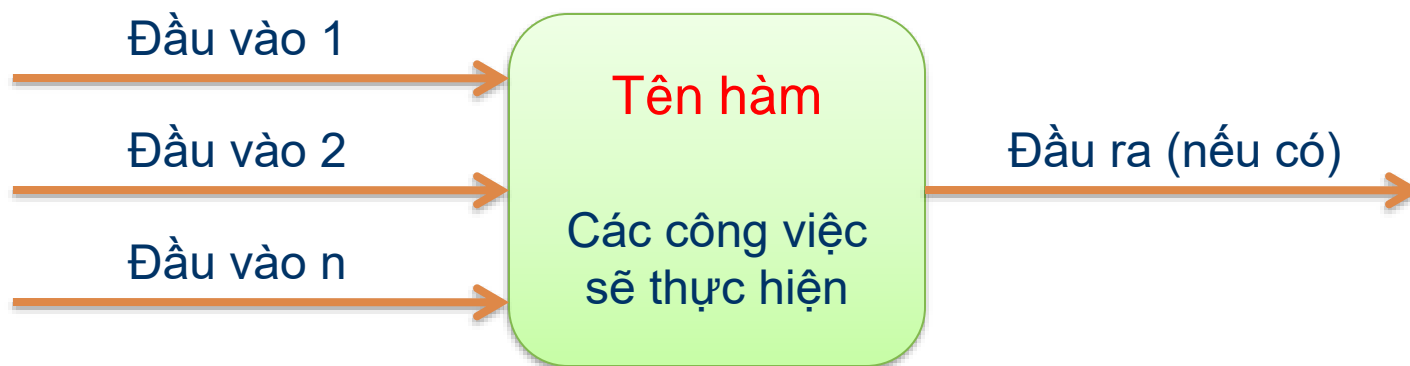 Đầu vào 1
Đầu vào 2
Đầu vào n
Tên hàm
Các công việc
sẽ thực hiện
Đầu ra (nếu có)